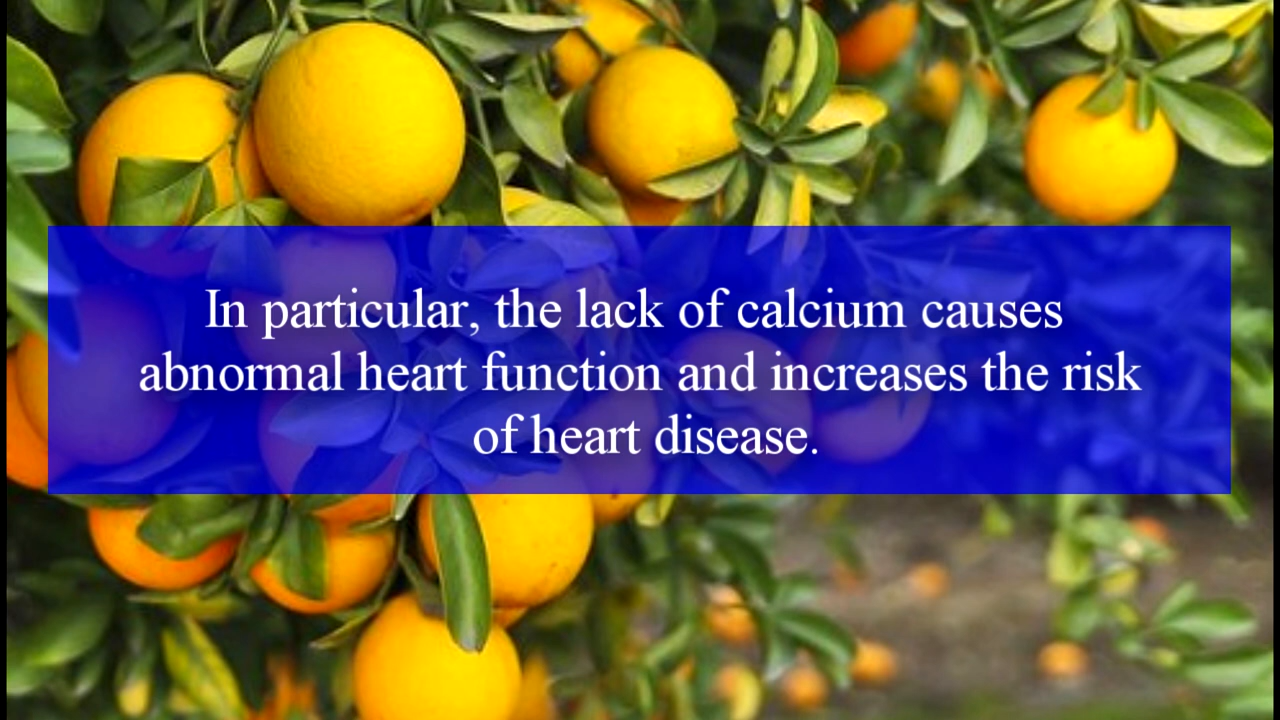 In particular, the lack of calcium causes
abnormal heart function and increases the risk
of heart disease.